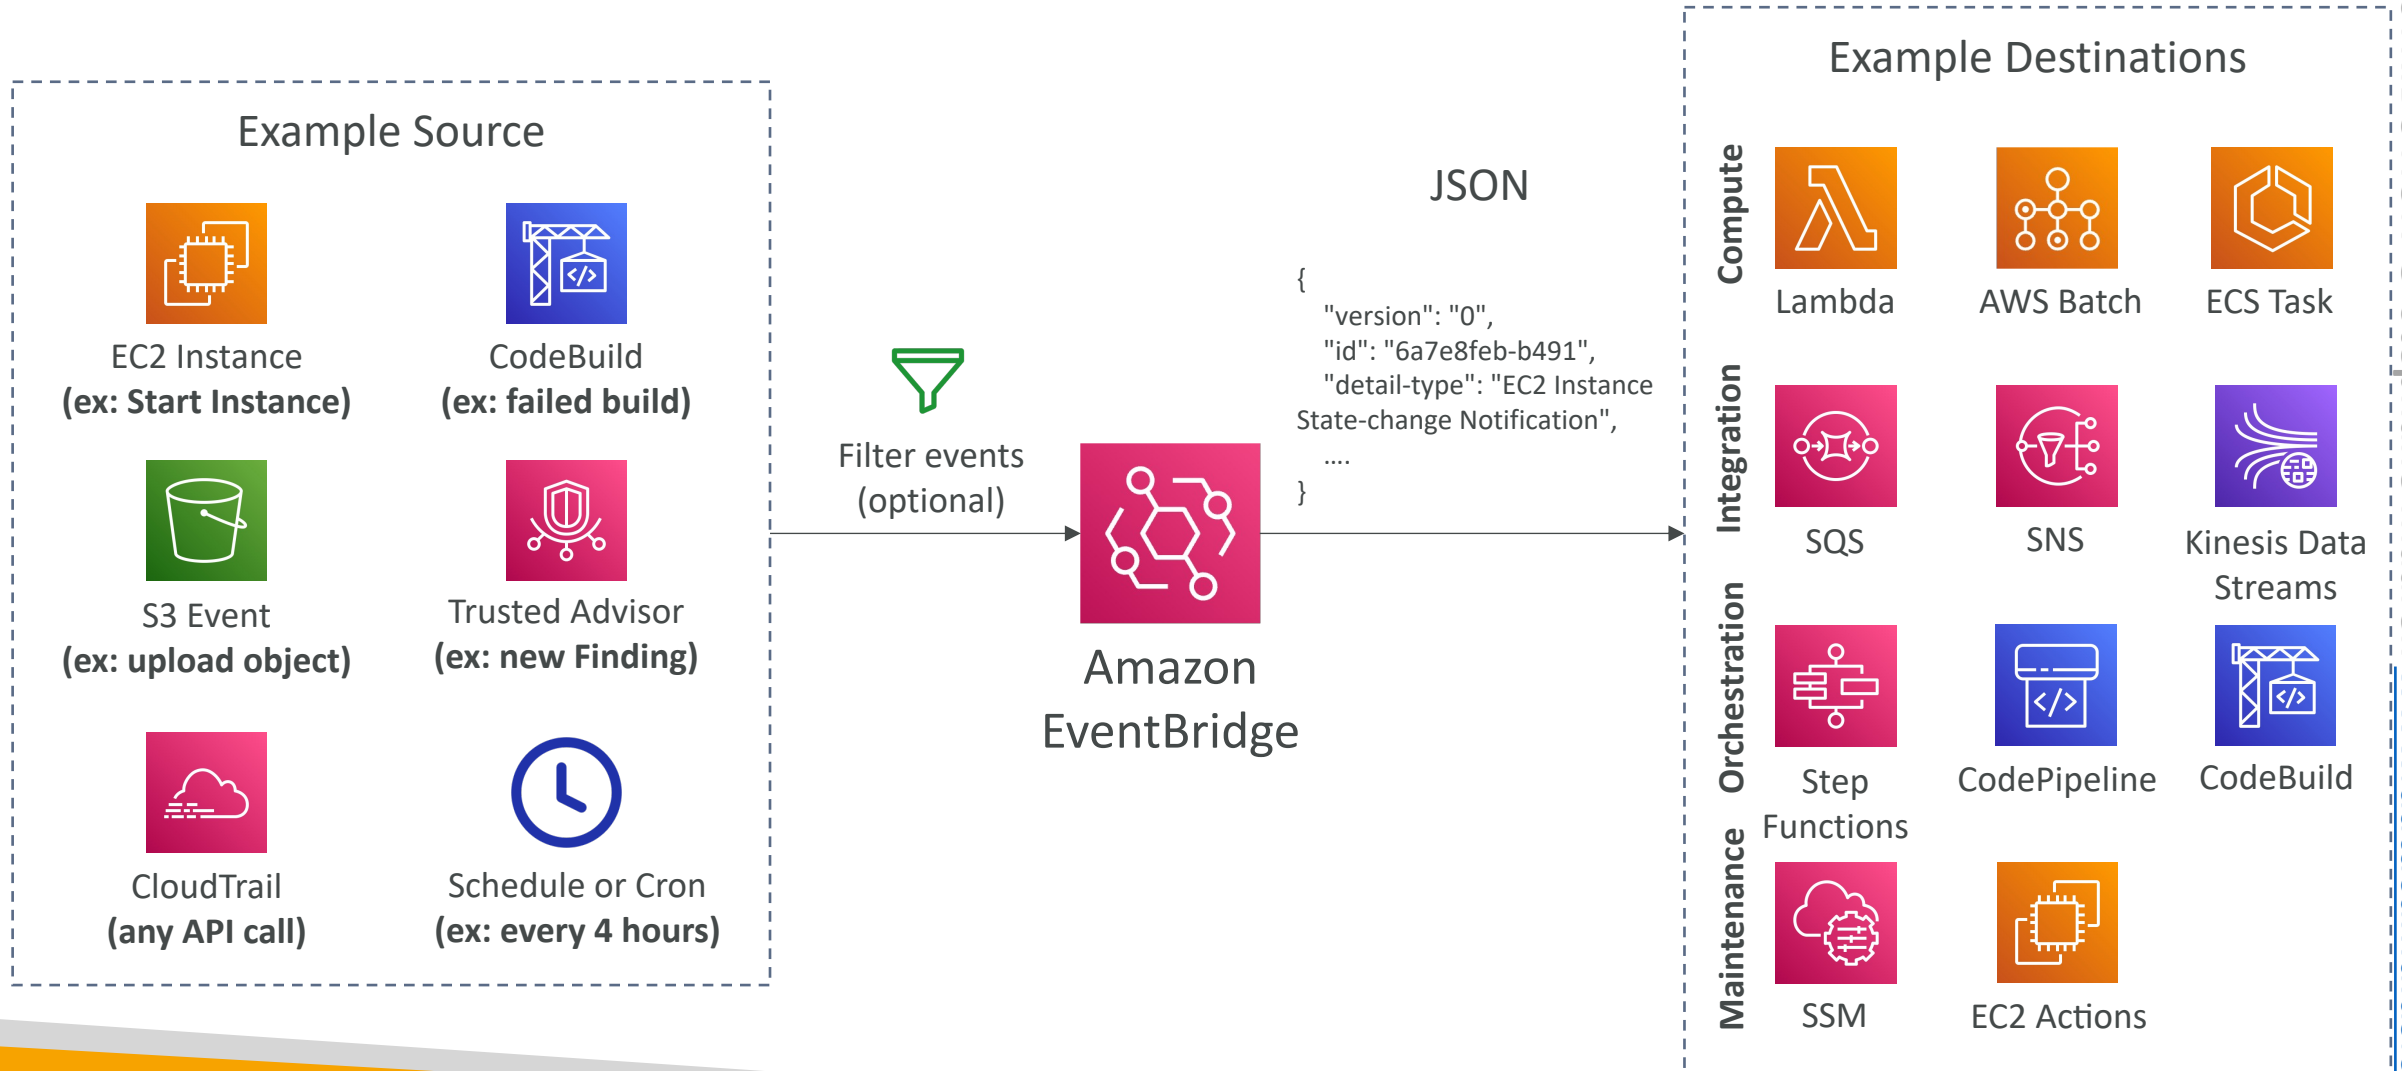 Example Source
EC2 Instance
(ex: Start Instance)
CodeBuild
(ex: failed build)
S3 Event
(ex: upload object)
Trusted Advisor
(ex: new Finding)
CloudTrail
(any API call)
Schedule or Cron
(ex: every 4 hours)
Filter events
(optional)
Amazon
EventBridge
JSON
{
"version": "0",
"id": "6a7e8feb-b491",
"detail-type": "EC2 Instance
State-change Notification",
....
}
Example Destinations
Compute
Lambda
AWS Batch
ECS Task
Integration
SQS
SNS
Kinesis Data
Streams
Orchestration
Step
Functions
CodePipeline
CodeBuild
Maintenance
SSM
EC2 Actions